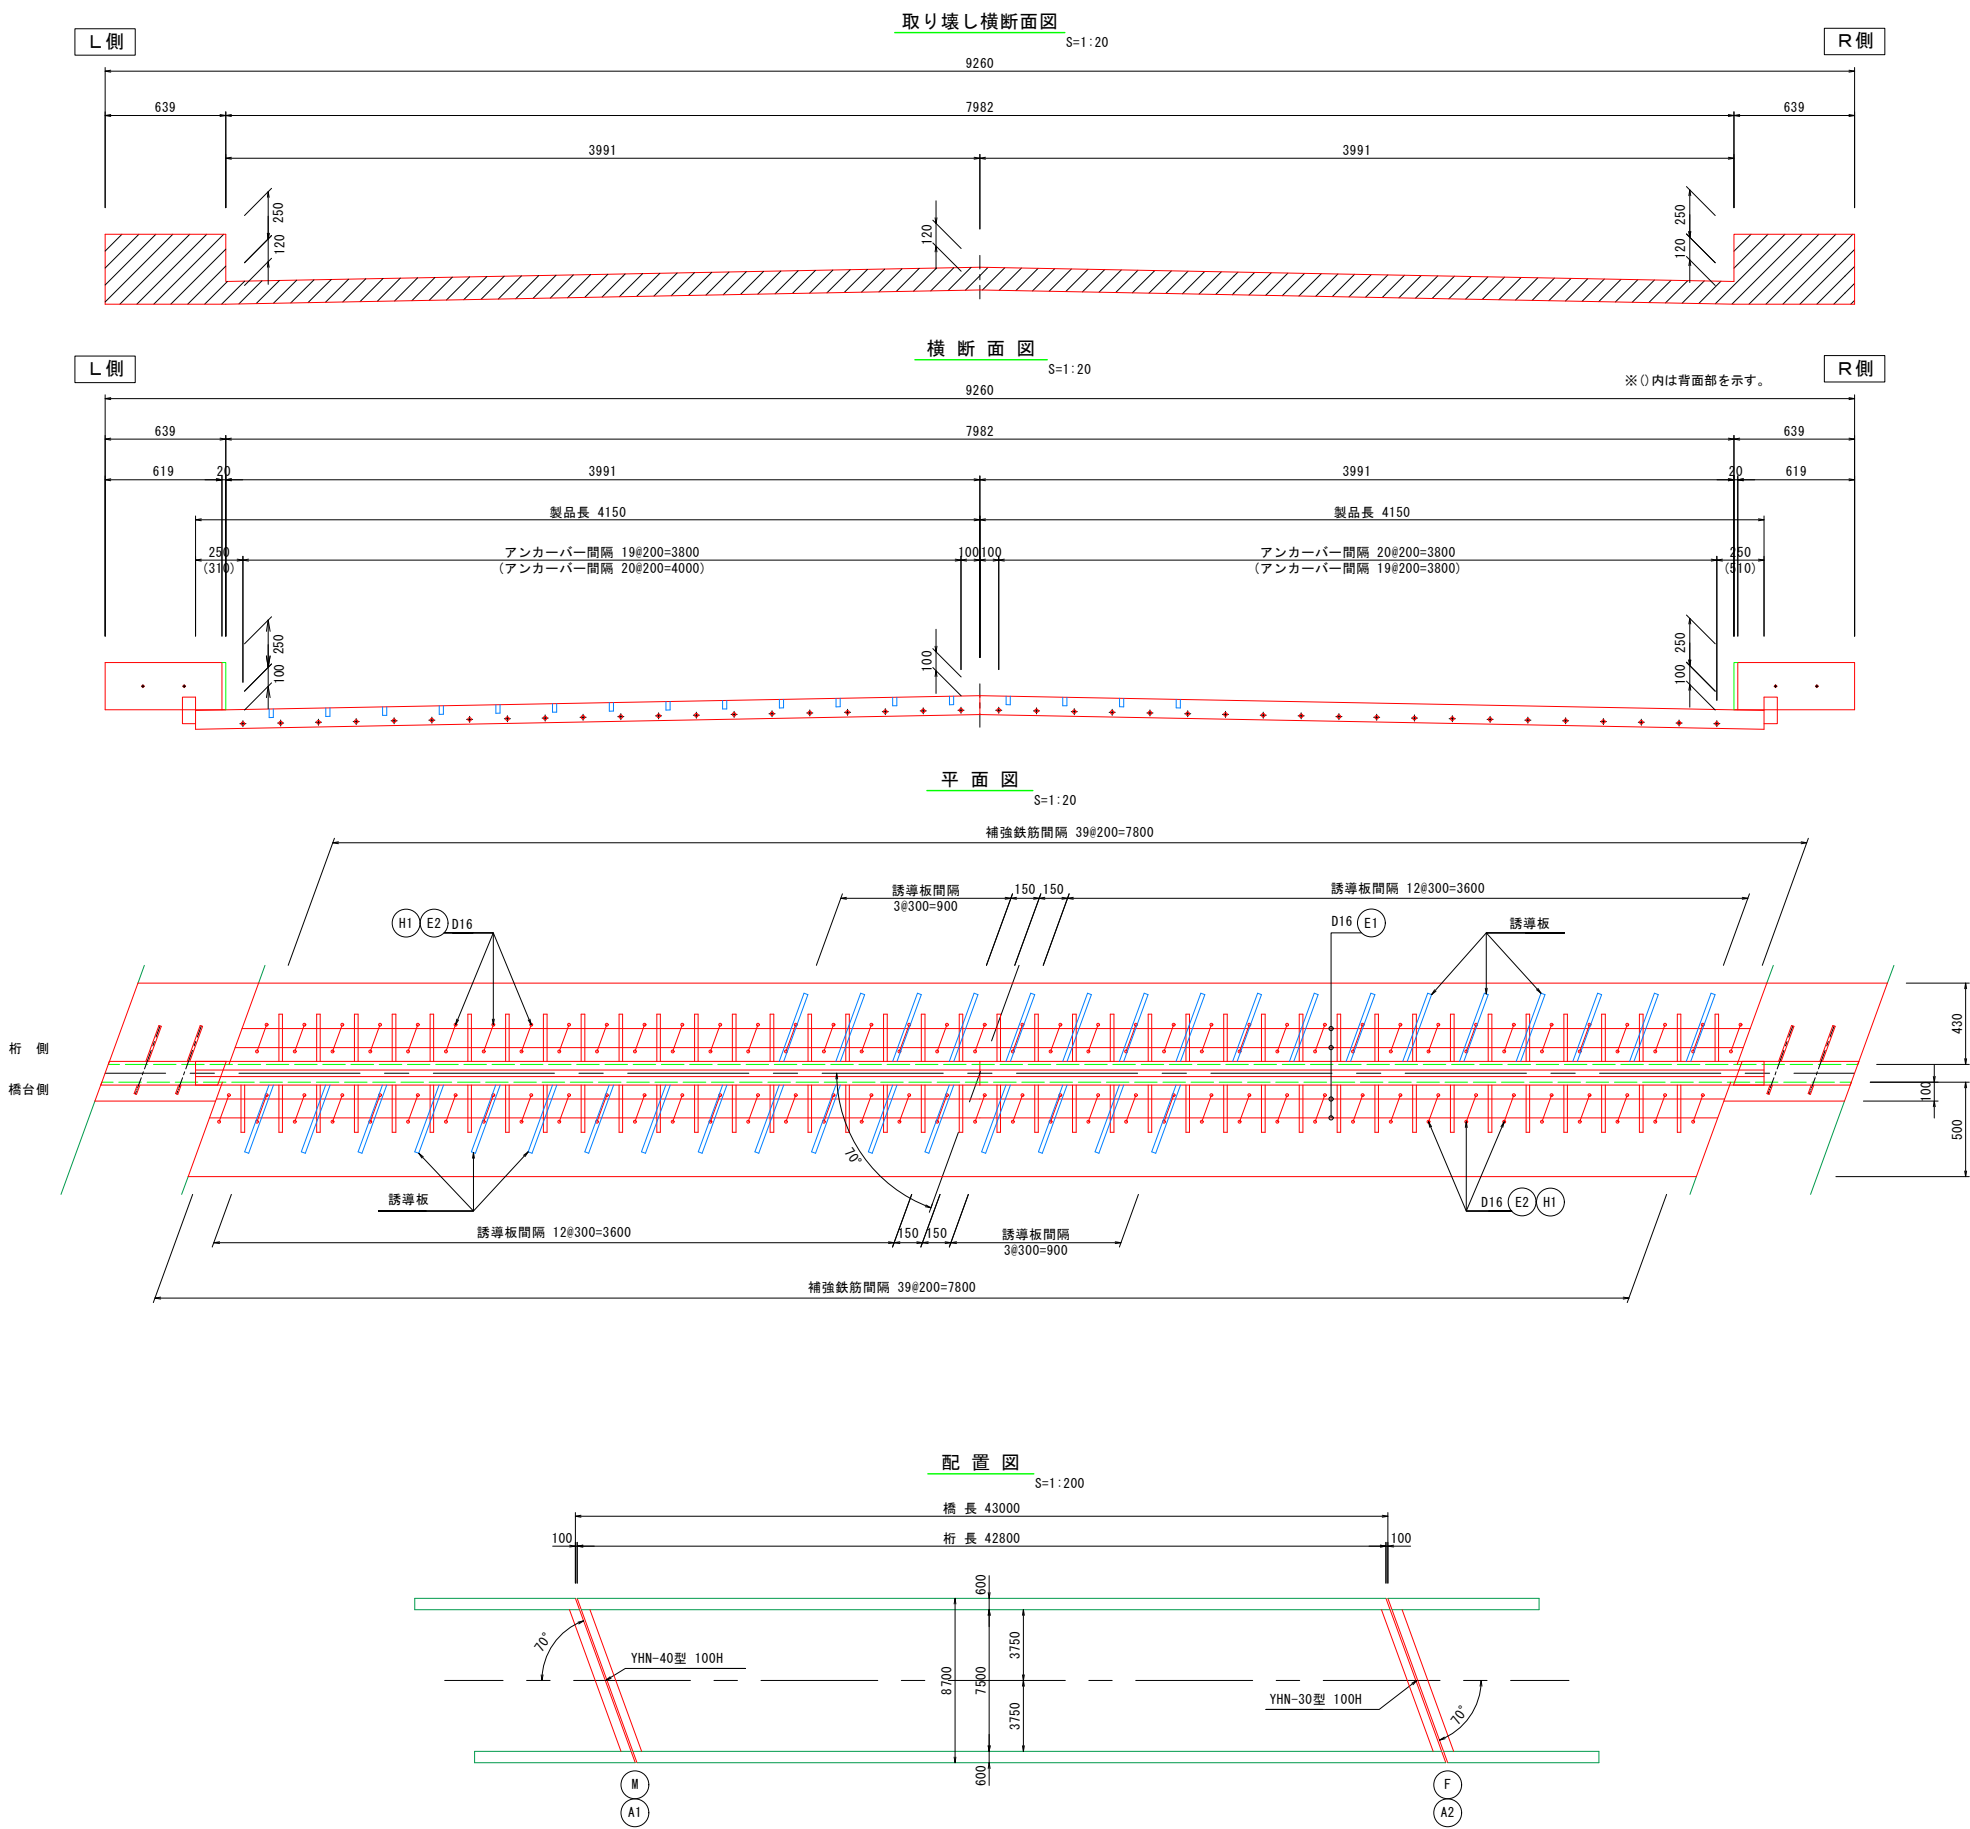 取り壊し横断面図
S=1:20
L側
R側
9260
639
7982
639
3991
3991
250
120
120
250
120
横断面図
S=1:20
L側
R側
※()内は背面部を示す。
9260
639
7982
639
619
20
3991
3991
20
619
製品長 4150
製品長 4150
250
アンカーバー間隔 19@200=3800
100
100
アンカーバー間隔 20@200=3800
250
(310)
(アンカーバー間隔 20@200=4000)
(アンカーバー間隔 19@200=3800)
(510)
250
100
100
250
100
平面図
S=1:20
補強鉄筋間隔 39@200=7800
誘導板間隔
3@300=900
150
150
誘導板間隔 12@300=3600
H1
E2
D16
D16
E1
誘導板
桁 側
橋台側
430
100
500
70°
誘導板
D16
E2
H1
誘導板間隔 12@300=3600
150
150
誘導板間隔
3@300=900
補強鉄筋間隔 39@200=7800
配置図
S=1:200
橋 長 43000
100
桁 長 42800
100
600
70°
YHN-40型 100H
8700
7500
3750
3750
YHN-30型 100H
70°
600
M
A1
F
A2